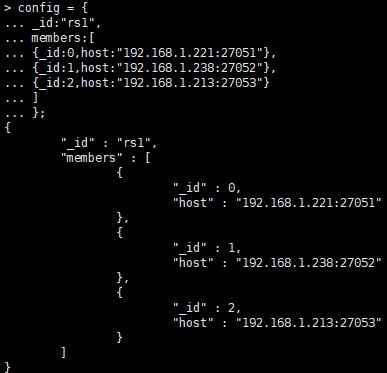 > config = {
... _id:"rs1",
... members:[
... {_id:0,host:"192.168.1.221:27051"},
... {_id:1,host:"192.168.1.238:27052"},
... {_id:2,host:"192.168.1.213:27053"}
... ]
... };
{
        "_id" : "rs1",
        "members" : [
                {
                        "_id" : 0,
                        "host" : "192.168.1.221:27051"
                },
                {
                        "_id" : 1,
                        "host" : "192.168.1.238:27052"
                },
                {
                        "_id" : 2,
                        "host" : "192.168.1.213:27053"
                }
        ]
}